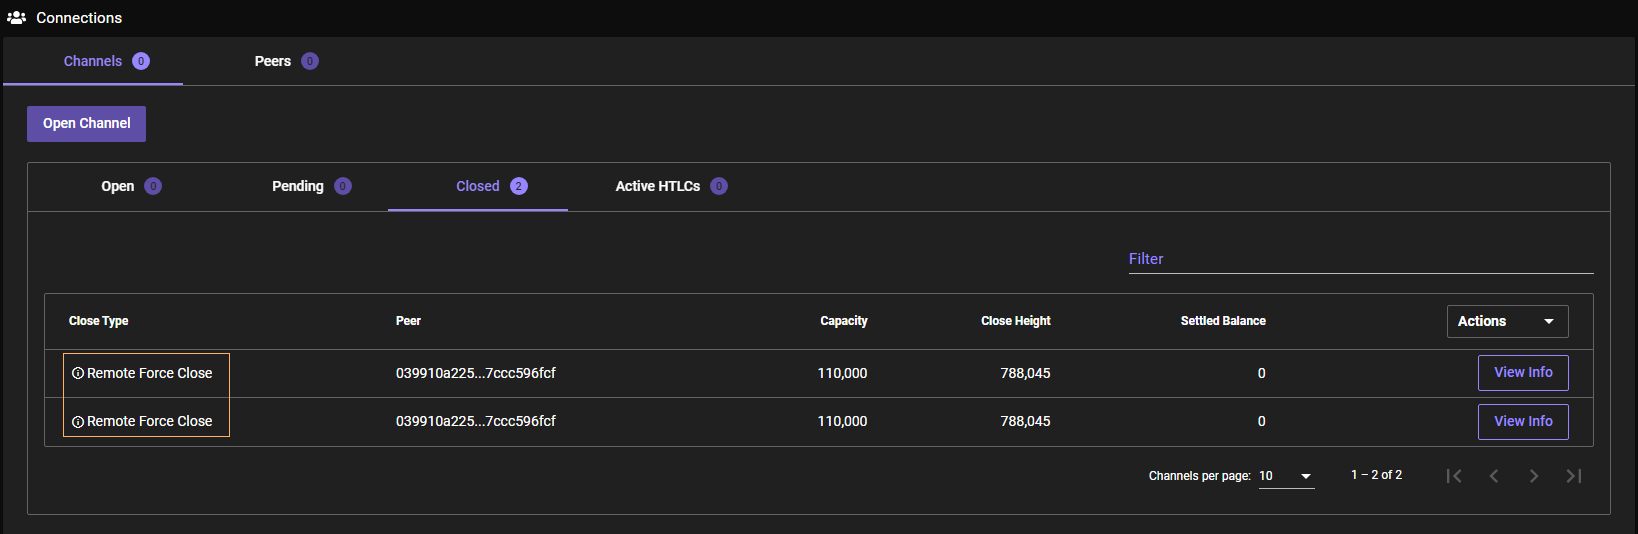 Connections
Channels 0 Peers 0
Open Channel
Open 0 Pending 0 Closed 2 Active HTLCs 0
Filter
Close Type Peer Capacity Close Height Settled Balance Actions
Remote Force Close 039910a225...7ccc596fcf 110,000 788,045 0 View Info
Remote Force Close 039910a225...7ccc596fcf 110,000 788,045 0 View Info
Channels per page: 10 1 – 2 of 2